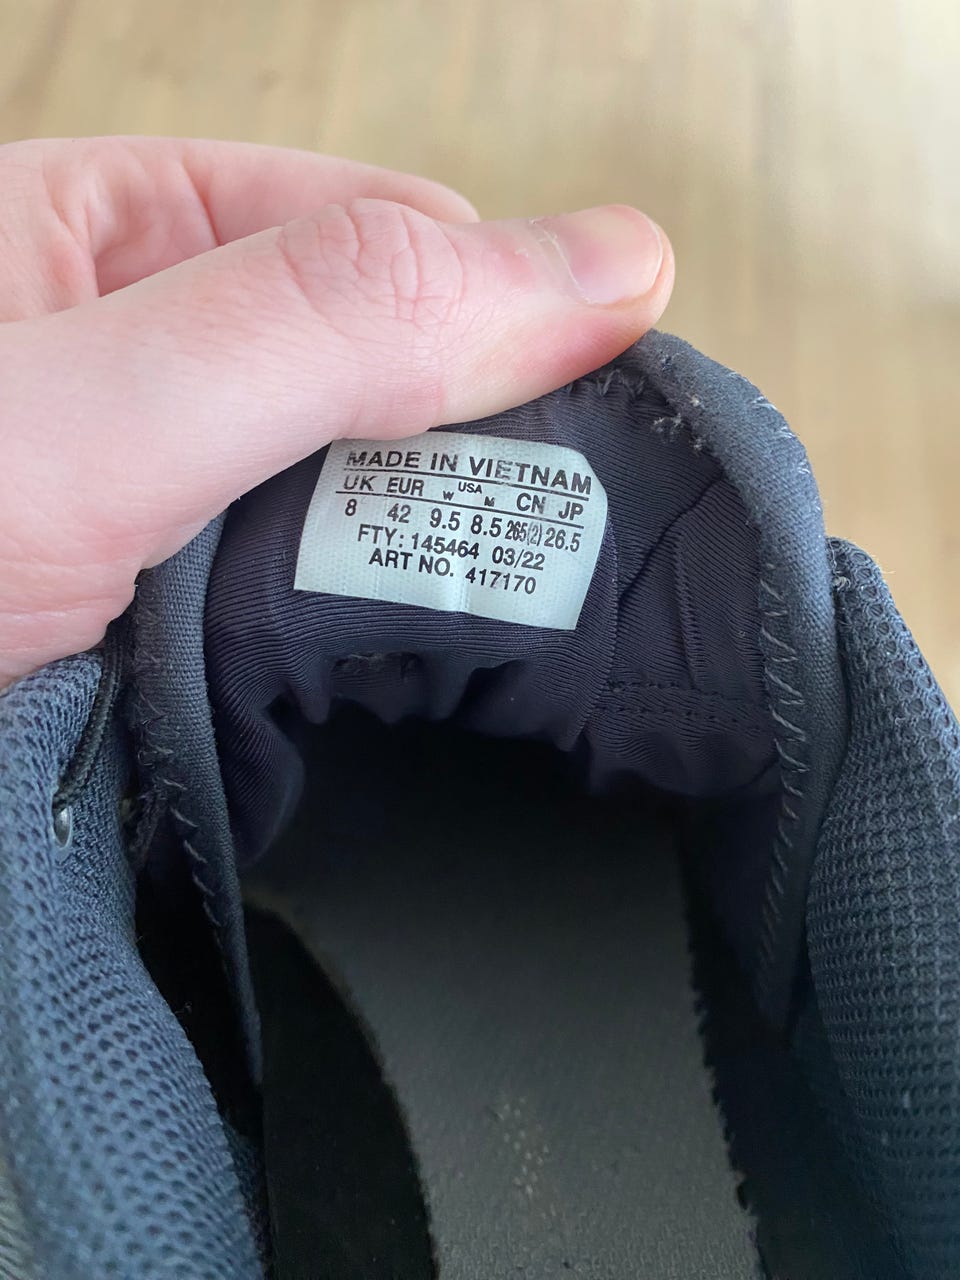 MADE IN VIETNAM
UK EUR USA W M CN JP
8 42 9.5 8.5 265(2) 26.5
FTY: 145464 03/22
ART NO. 417170